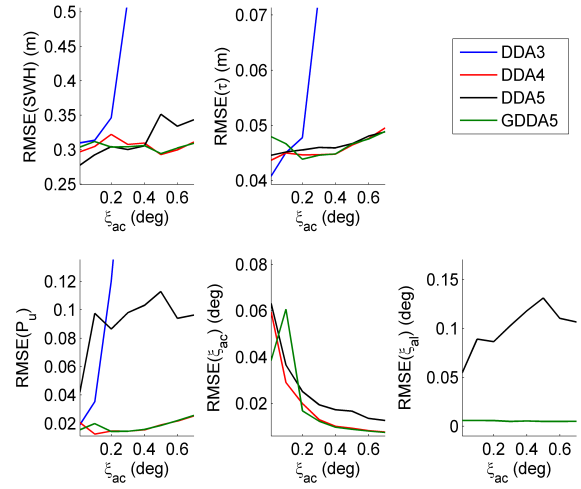 0.5
0.45
0.4
0.35
0.3
0.25
RMSE(SWH) (m)
0.2 0.4 0.6
ξac (deg)
0.07
0.06
0.05
0.04
RMSE(τ) (m)
0.2 0.4 0.6
ξac (deg)
DDA3
DDA4
DDA5
GDDA5
0.12
0.1
0.08
0.06
0.04
0.02
RMSE(Pu)
0.2 0.4 0.6
ξac (deg)
0.08
0.06
0.04
0.02
RMSE(ξac) (deg)
0.2 0.4 0.6
ξac (deg)
0.15
0.1
0.05
0
RMSE(ξal) (deg)
0.2 0.4 0.6
ξac (deg)